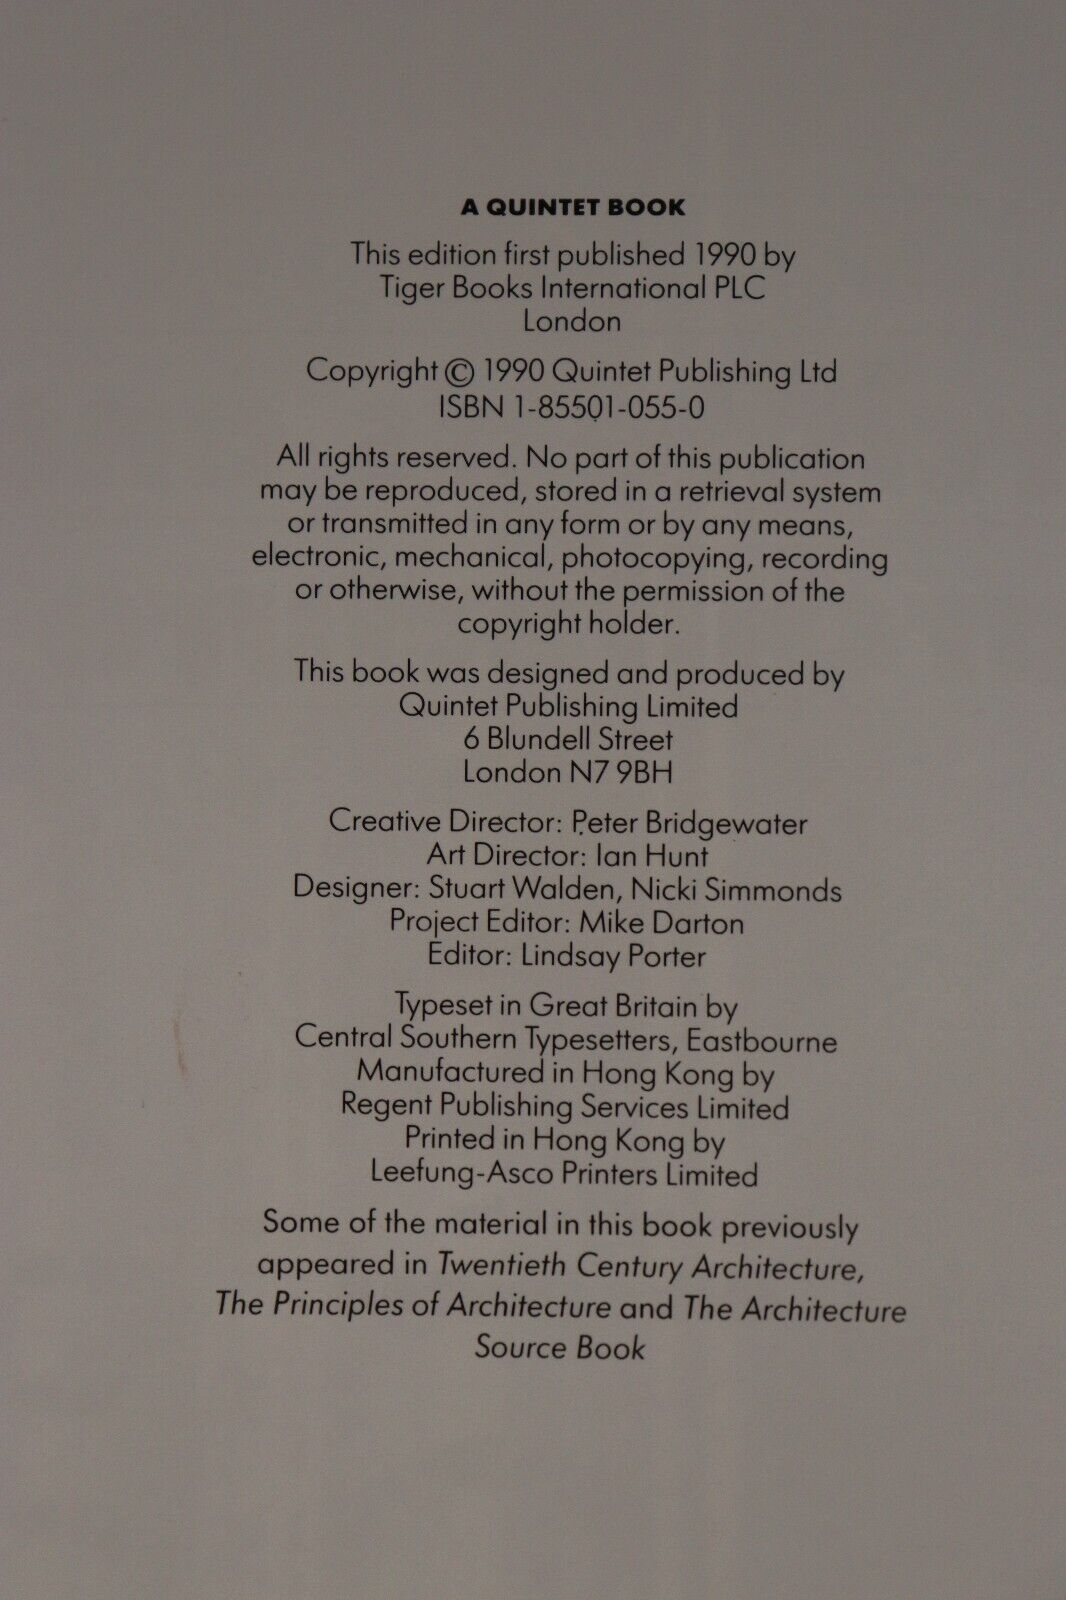 A QUINTET BOOK
This edition first published 1990 by
Tiger Books International PLC
London
Copyright © 1990 Quintet Publishing Ltd
ISBN 1-85501-055-0
All rights reserved. No part of this publication
may be reproduced, stored in a retrieval system
or transmitted in any form or by any means,
electronic, mechanical, photocopying, recording
or otherwise, without the permission of the
copyright holder.
This book was designed and produced by
Quintet Publishing Limited
6 Blundell Street
London N7 9BH
Creative Director: Peter Bridgewater
Art Director: Ian Hunt
Designer: Stuart Walden, Nicki Simmonds
Project Editor: Mike Darton
Editor: Lindsay Porter
Typeset in Great Britain by
Central Southern Typesetters, Eastbourne
Manufactured in Hong Kong by
Regent Publishing Services Limited
Printed in Hong Kong by
Leefung-Asco Printers Limited
Some of the material in this book previously
appeared in Twentieth Century Architecture,
The Principles of Architecture and The Architecture
Source Book